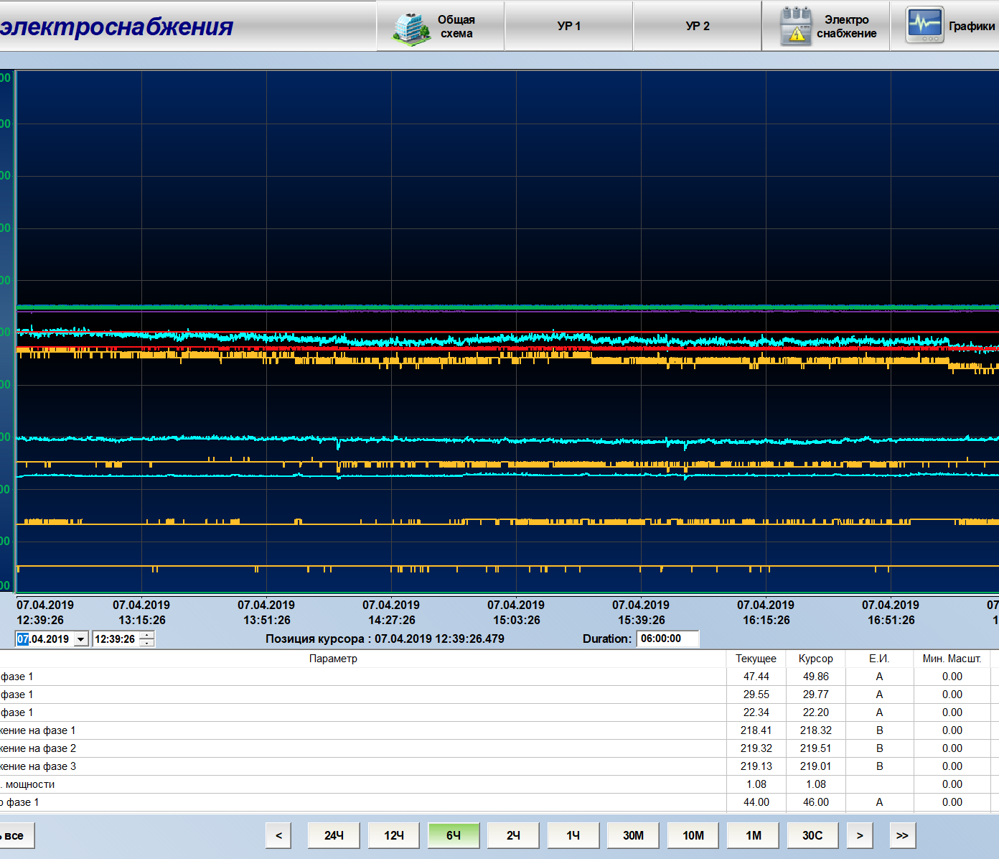 электроснабжения
Общая
схема
УР 1
УР 2
Электро
снабжение
Графики
00
00
00
00
00
00
00
00
00
00
00
07.04.2019 07.04.2019 07.04.2019 07.04.2019 07.04.2019 07.04.2019 07.04.2019 07.04.2019 07
12:39:26 13:15:26 13:51:26 14:27:26 15:03:26 15:39:26 16:15:26 16:51:26 1
07.04.2019 12:39:26 Позиция курсора : 07.04.2019 12:39:26.479 Duration: 06:00:00
Параметр Текущее Курсор Е.И. Мин. Масшт.
фазе 1 47.44 49.86 А 0.00
фазе 1 29.55 29.77 А 0.00
фазе 1 22.34 22.20 А 0.00
жение на фазе 1 218.41 218.32 В 0.00
жение на фазе 2 219.32 219.51 В 0.00
жение на фазе 3 219.13 219.01 В 0.00
. мощности 1.08 1.08 0.00
о фазе 1 44.00 46.00 А 0.00
ь все < 24Ч 12Ч 6Ч 2Ч 1Ч 30М 10М 1М 30С > >>